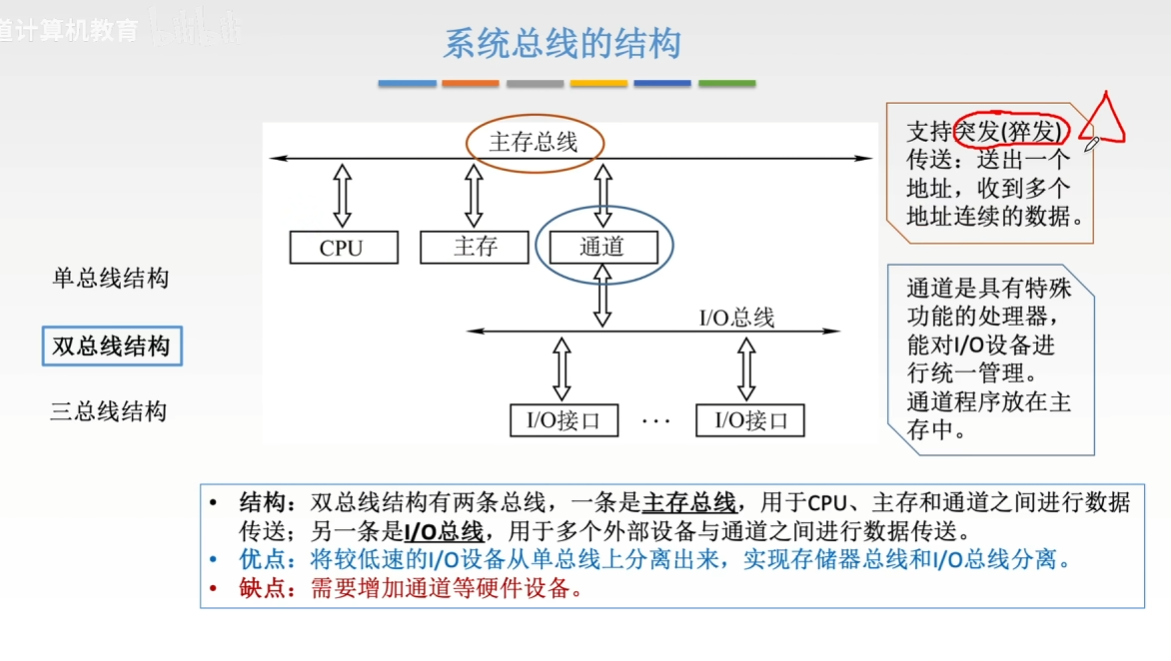 道计算机教育
系统总线的结构
主存总线
CPU
主存
通道
I/O总线
I/O接口
···
I/O接口
单总线结构
双总线结构
三总线结构
支持突发(猝发)
传送：送出一个
地址，收到多个
地址连续的数据。
通道是具有特殊
功能的处理器，
能对I/O设备进
行统一管理。
通道程序放在主
存中。
• 结构：双总线结构有两条总线，一条是主存总线，用于CPU、主存和通道之间进行数据
传送；另一条是I/O总线，用于多个外部设备与通道之间进行数据传送。
• 优点：将较低速的I/O设备从单总线上分离出来，实现存储器总线和I/O总线分离。
• 缺点：需要增加通道等硬件设备。